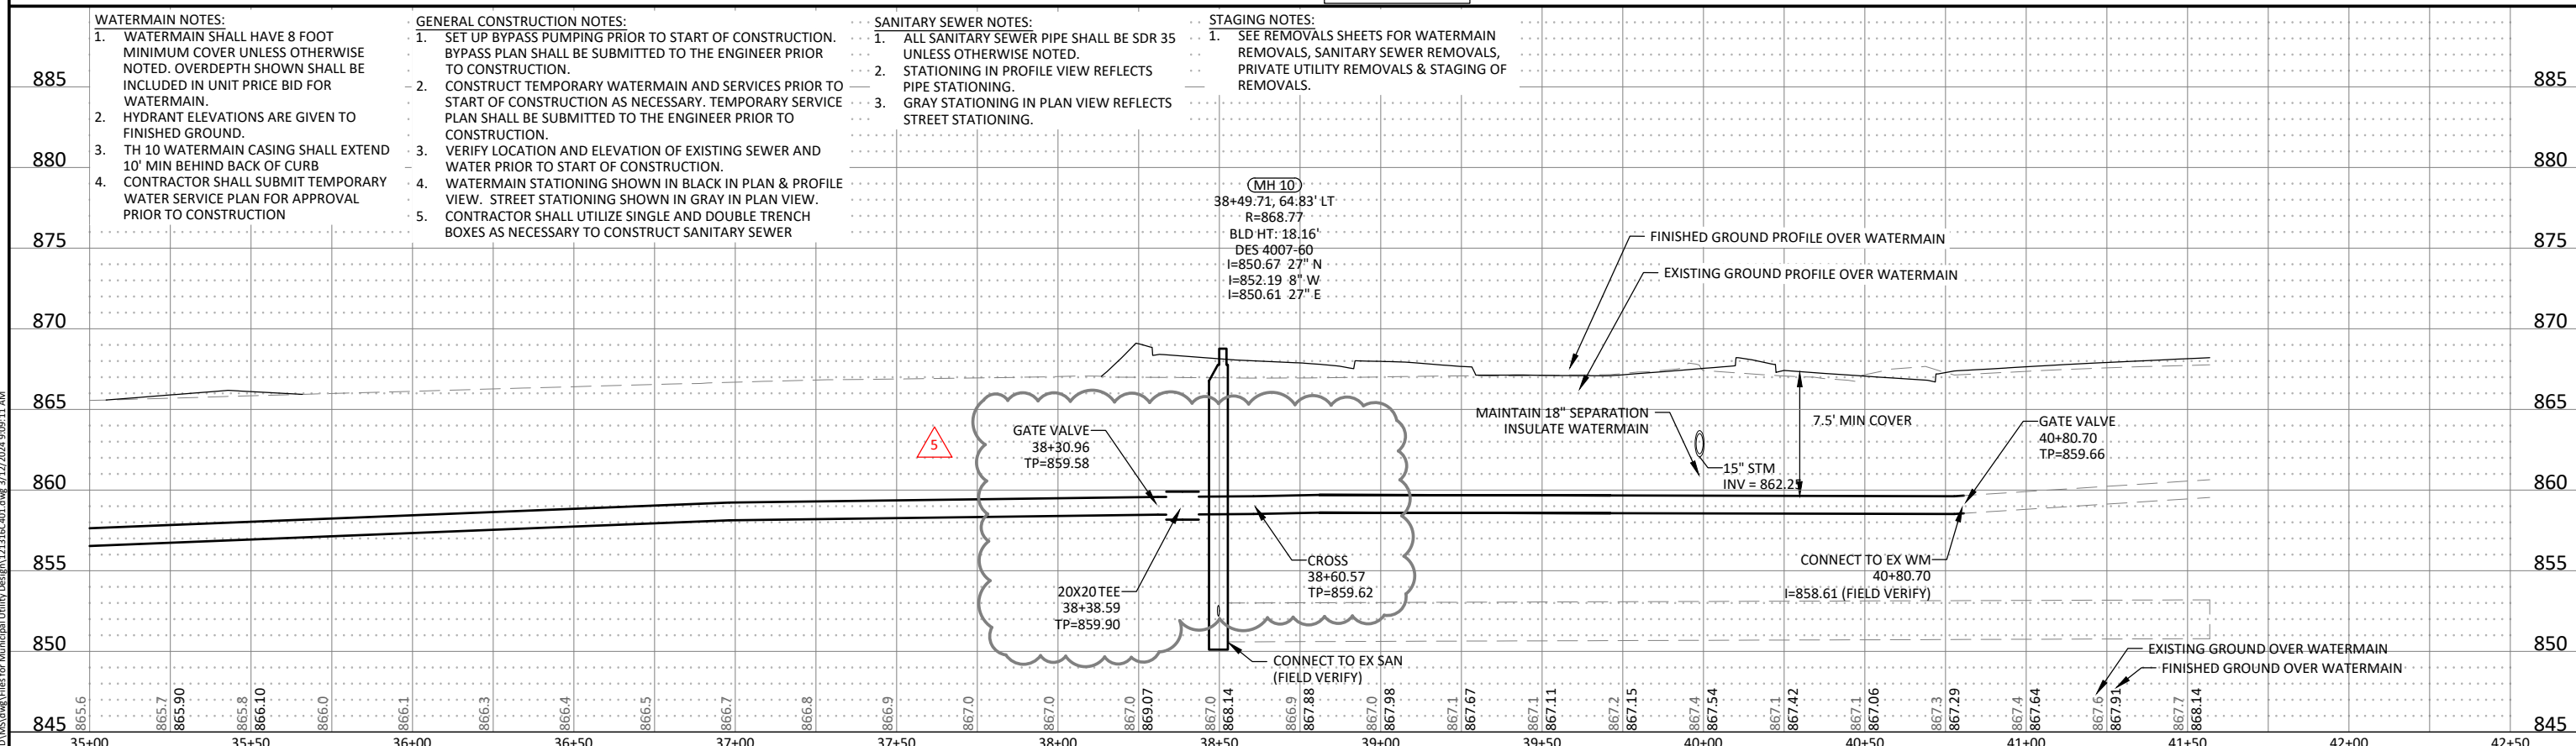 WATERMAIN NOTES:
1. WATERMAIN SHALL HAVE 8 FOOT
MINIMUM COVER UNLESS OTHERWISE
NOTED. OVERDEPTH SHOWN SHALL BE
INCLUDED IN UNIT PRICE BID FOR
WATERMAIN.
2. HYDRANT ELEVATIONS ARE GIVEN TO
FINISHED GROUND.
3. TH 10 WATERMAIN CASING SHALL EXTEND
10' MIN BEHIND BACK OF CURB
4. CONTRACTOR SHALL SUBMIT TEMPORARY
WATER SERVICE PLAN FOR APPROVAL
PRIOR TO CONSTRUCTION
GENERAL CONSTRUCTION NOTES:
1. SET UP BYPASS PUMPING PRIOR TO START OF CONSTRUCTION.
BYPASS PLAN SHALL BE SUBMITTED TO THE ENGINEER PRIOR
TO CONSTRUCTION.
2. CONSTRUCT TEMPORARY WATERMAIN AND SERVICES PRIOR TO
START OF CONSTRUCTION AS NECESSARY. TEMPORARY SERVICE
PLAN SHALL BE SUBMITTED TO THE ENGINEER PRIOR TO
CONSTRUCTION.
3. VERIFY LOCATION AND ELEVATION OF EXISTING SEWER AND
WATER PRIOR TO START OF CONSTRUCTION.
4. WATERMAIN STATIONING SHOWN IN BLACK IN PLAN & PROFILE
VIEW. STREET STATIONING SHOWN IN GRAY IN PLAN VIEW.
5. CONTRACTOR SHALL UTILIZE SINGLE AND DOUBLE TRENCH
BOXES AS NECESSARY TO CONSTRUCT SANITARY SEWER
SANITARY SEWER NOTES:
1. ALL SANITARY SEWER PIPE SHALL BE SDR 35
UNLESS OTHERWISE NOTED.
2. STATIONING IN PROFILE VIEW REFLECTS
PIPE STATIONING.
3. GRAY STATIONING IN PLAN VIEW REFLECTS
STREET STATIONING.
STAGING NOTES:
1. SEE REMOVALS SHEETS FOR WATERMAIN
REMOVALS, SANITARY SEWER REMOVALS,
PRIVATE UTILITY REMOVALS & STAGING OF
REMOVALS.
885
880
875
870
865
860
855
850
845
885
880
875
870
865
860
855
850
845
MH 10
38+49.71, 64.83' LT
R=868.77
BLD HT: 18.16'
DES 4007-60
I=850.67 27" N
I=852.19 8" W
I=850.61 27" E
FINISHED GROUND PROFILE OVER WATERMAIN
EXISTING GROUND PROFILE OVER WATERMAIN
MAINTAIN 18" SEPARATION
INSULATE WATERMAIN
7.5' MIN COVER
15" STM
INV = 862.25
GATE VALVE
40+80.70
TP=859.66
5
GATE VALVE
38+30.96
TP=859.58
20X20 TEE
38+38.59
TP=859.90
CROSS
38+60.57
TP=859.62
CONNECT TO EX WM
40+80.70
I=858.61 (FIELD VERIFY)
CONNECT TO EX SAN
(FIELD VERIFY)
EXISTING GROUND OVER WATERMAIN
FINISHED GROUND OVER WATERMAIN
865.6
865.7
865.90
865.8
866.10
866.0
866.1
866.3
866.4
866.5
866.7
866.8
866.9
867.0
867.0
867.0
869.07
867.0
868.14
866.9
867.88
867.0
867.98
867.1
867.67
867.1
867.11
867.2
867.15
867.4
867.54
867.1
867.42
867.1
867.06
867.3
867.29
867.4
867.64
867.6
867.91
867.7
868.14
35+00
35+50
36+00
36+50
37+00
37+50
38+00
38+50
39+00
39+50
40+00
40+50
41+00
41+50
42+00
42+50